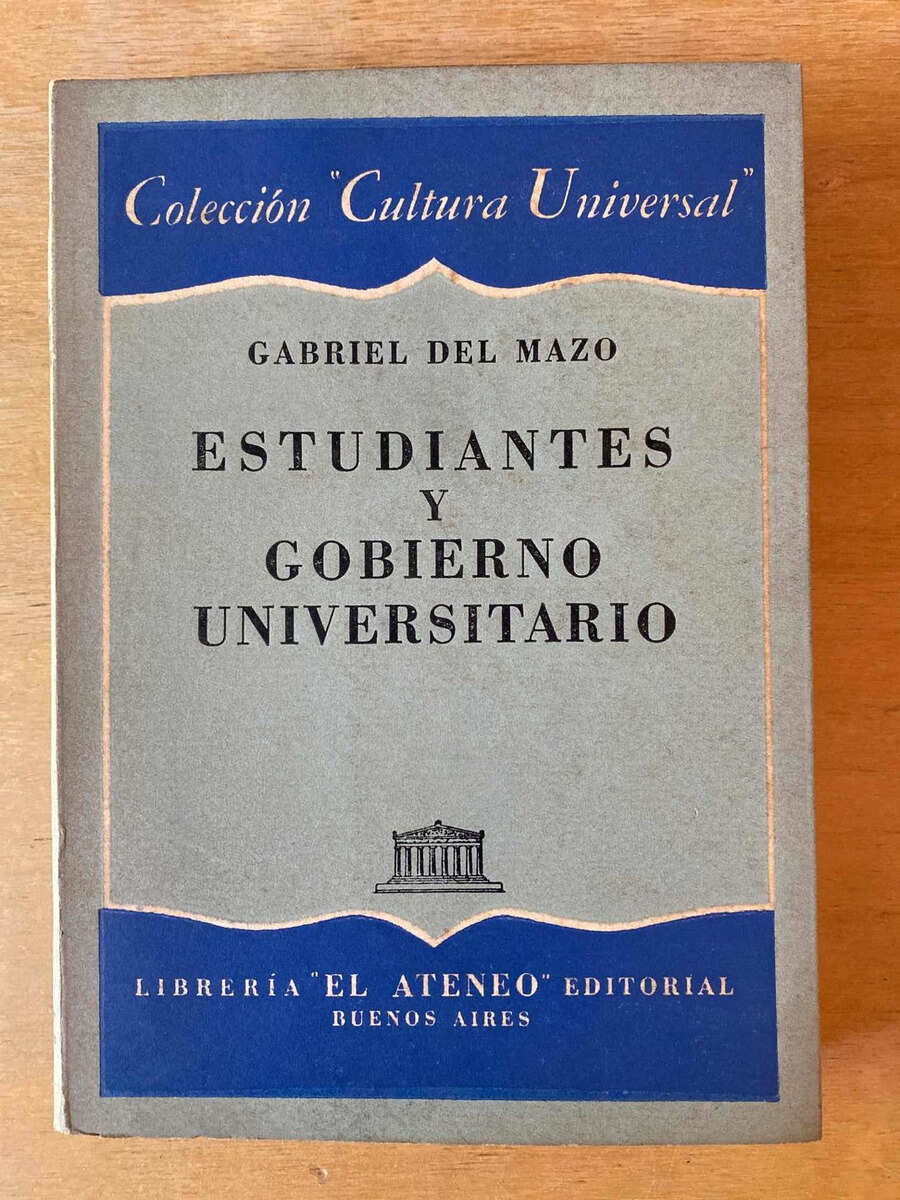 Colección "Cultura Universal"
GABRIEL DEL MAZO
ESTUDIANTES
Y
GOBIERNO
UNIVERSITARIO
LIBRERÍA "EL ATENEO" EDITORIAL
BUENOS AIRES